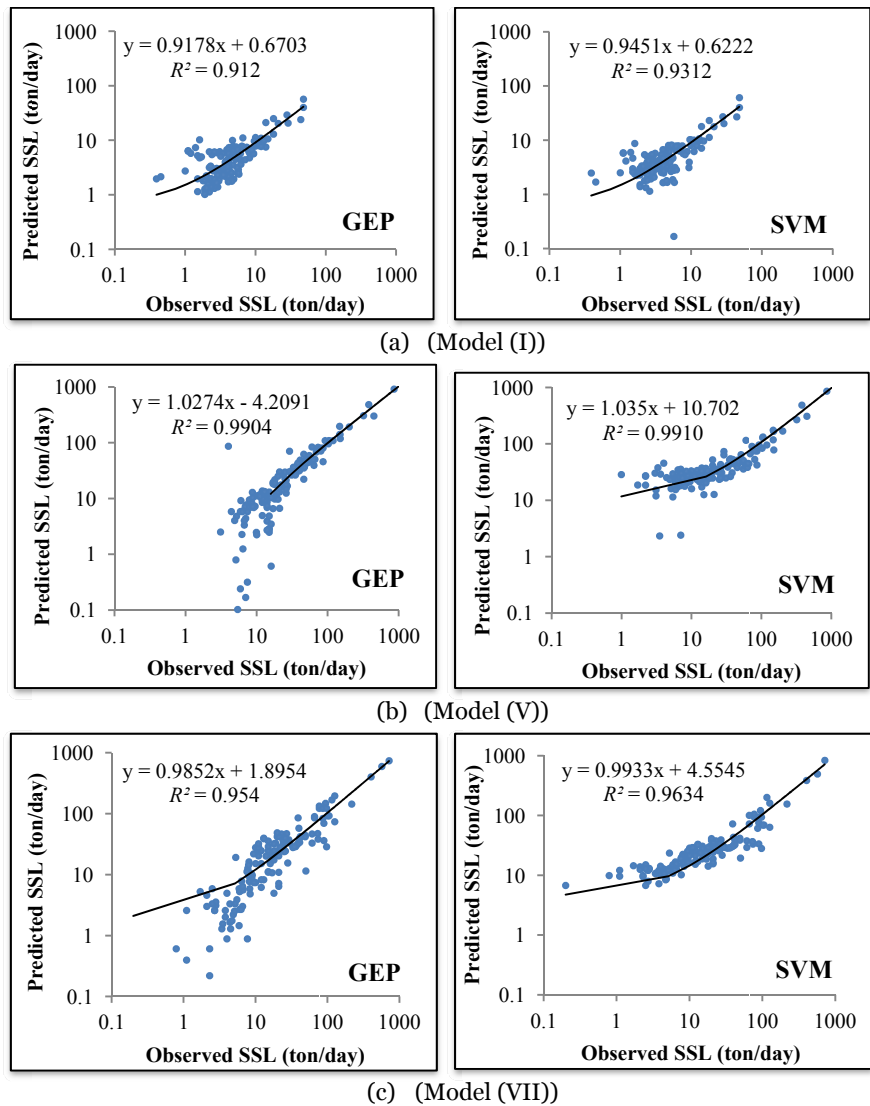 y = 0.9178x + 0.6703
R² = 0.912
1000
100
10
1
0.1
0.1 1 10 100 1000
Predicted SSL (ton/day)
Observed SSL (ton/day)
GEP
y = 0.9451x + 0.6222
R² = 0.9312
1000
100
10
1
0.1
0.1 1 10 100 1000
Predicted SSL (ton/day)
Observed SSL (ton/day)
SVM
(a) (Model (I))
y = 1.0274x - 4.2091
R² = 0.9904
1000
100
10
1
0.1
0.1 1 10 100 1000
Predicted SSL (ton/day)
Observed SSL (ton/day)
GEP
y = 1.035x + 10.702
R² = 0.9910
1000
100
10
1
0.1
0.1 1 10 100 1000
Predicted SSL (ton/day)
Observed SSL (ton/day)
SVM
(b) (Model (V))
y = 0.9852x + 1.8954
R² = 0.954
1000
100
10
1
0.1
0.1 1 10 100 1000
Predicted SSL (ton/day)
Observed SSL (ton/day)
GEP
y = 0.9933x + 4.5545
R² = 0.9634
1000
100
10
1
0.1
0.1 1 10 100 1000
Predicted SSL (ton/day)
Observed SSL (ton/day)
SVM
(c) (Model (VII))